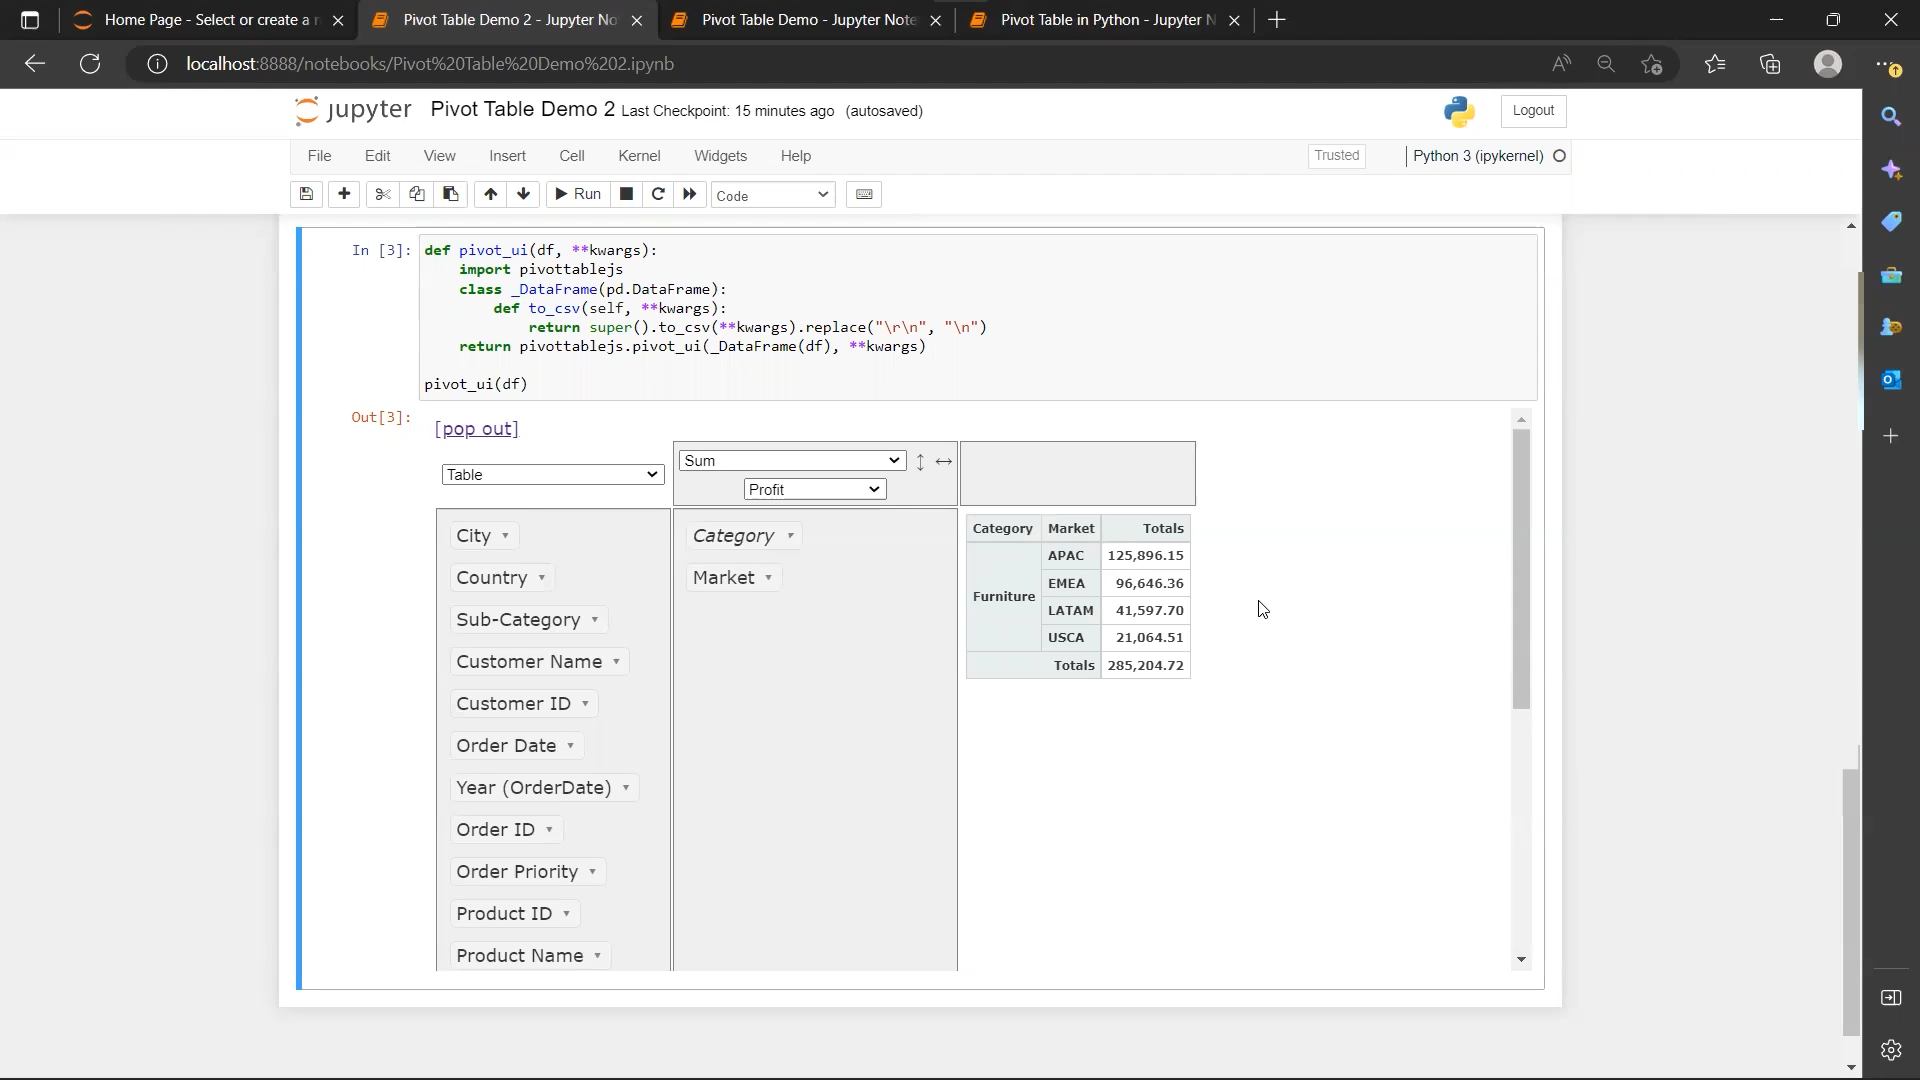 Home Page - Select or create a n
Pivot Table Demo 2 - Jupyter No
Pivot Table Demo - Jupyter Note
Pivot Table in Python - Jupyter N
localhost:8888/notebooks/Pivot%20Table%20Demo%202.ipynb
jupyter Pivot Table Demo 2 Last Checkpoint: 15 minutes ago (autosaved)
Logout
File Edit View Insert Cell Kernel Widgets Help
Trusted Python 3 (ipykernel)
Run Code
In [3]: def pivot_ui(df, **kwargs):
import pivottablejs
class _DataFrame(pd.DataFrame):
def to_csv(self, **kwargs):
return super().to_csv(**kwargs).replace("\r\n", "\n")
return pivottablejs.pivot_ui(_DataFrame(df), **kwargs)
pivot_ui(df)
Out[3]: [pop out]
Sum
Table
Profit
City
Country
Sub-Category
Customer Name
Customer ID
Order Date
Year (OrderDate)
Order ID
Order Priority
Product ID
Product Name
Category
Market
Category Market Totals
Furniture
APAC 125,896.15
EMEA 96,646.36
LATAM 41,597.70
USCA 21,064.51
Totals 285,204.72